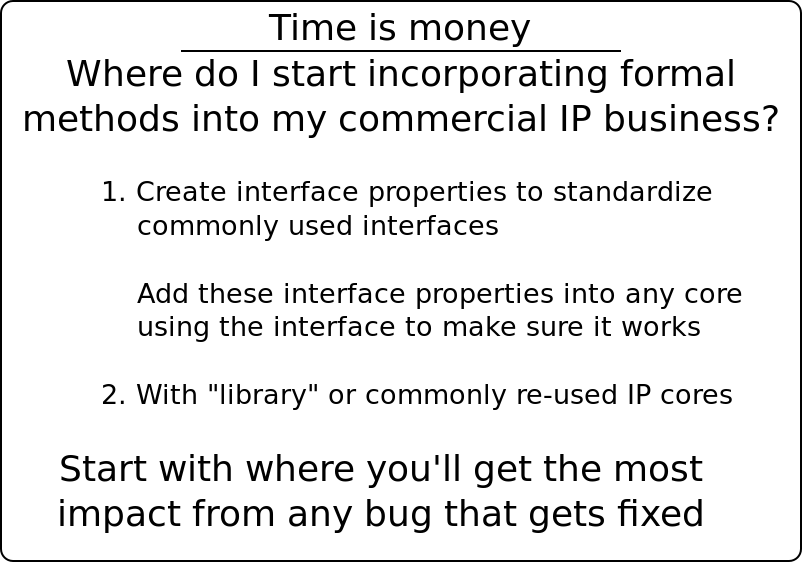 Time is money
Where do I start incorporating formal
methods into my commercial IP business?
1. Create interface properties to standardize
commonly used interfaces
Add these interface properties into any core
using the interface to make sure it works
2. With "library" or commonly re-used IP cores
Start with where you'll get the most
impact from any bug that gets fixed